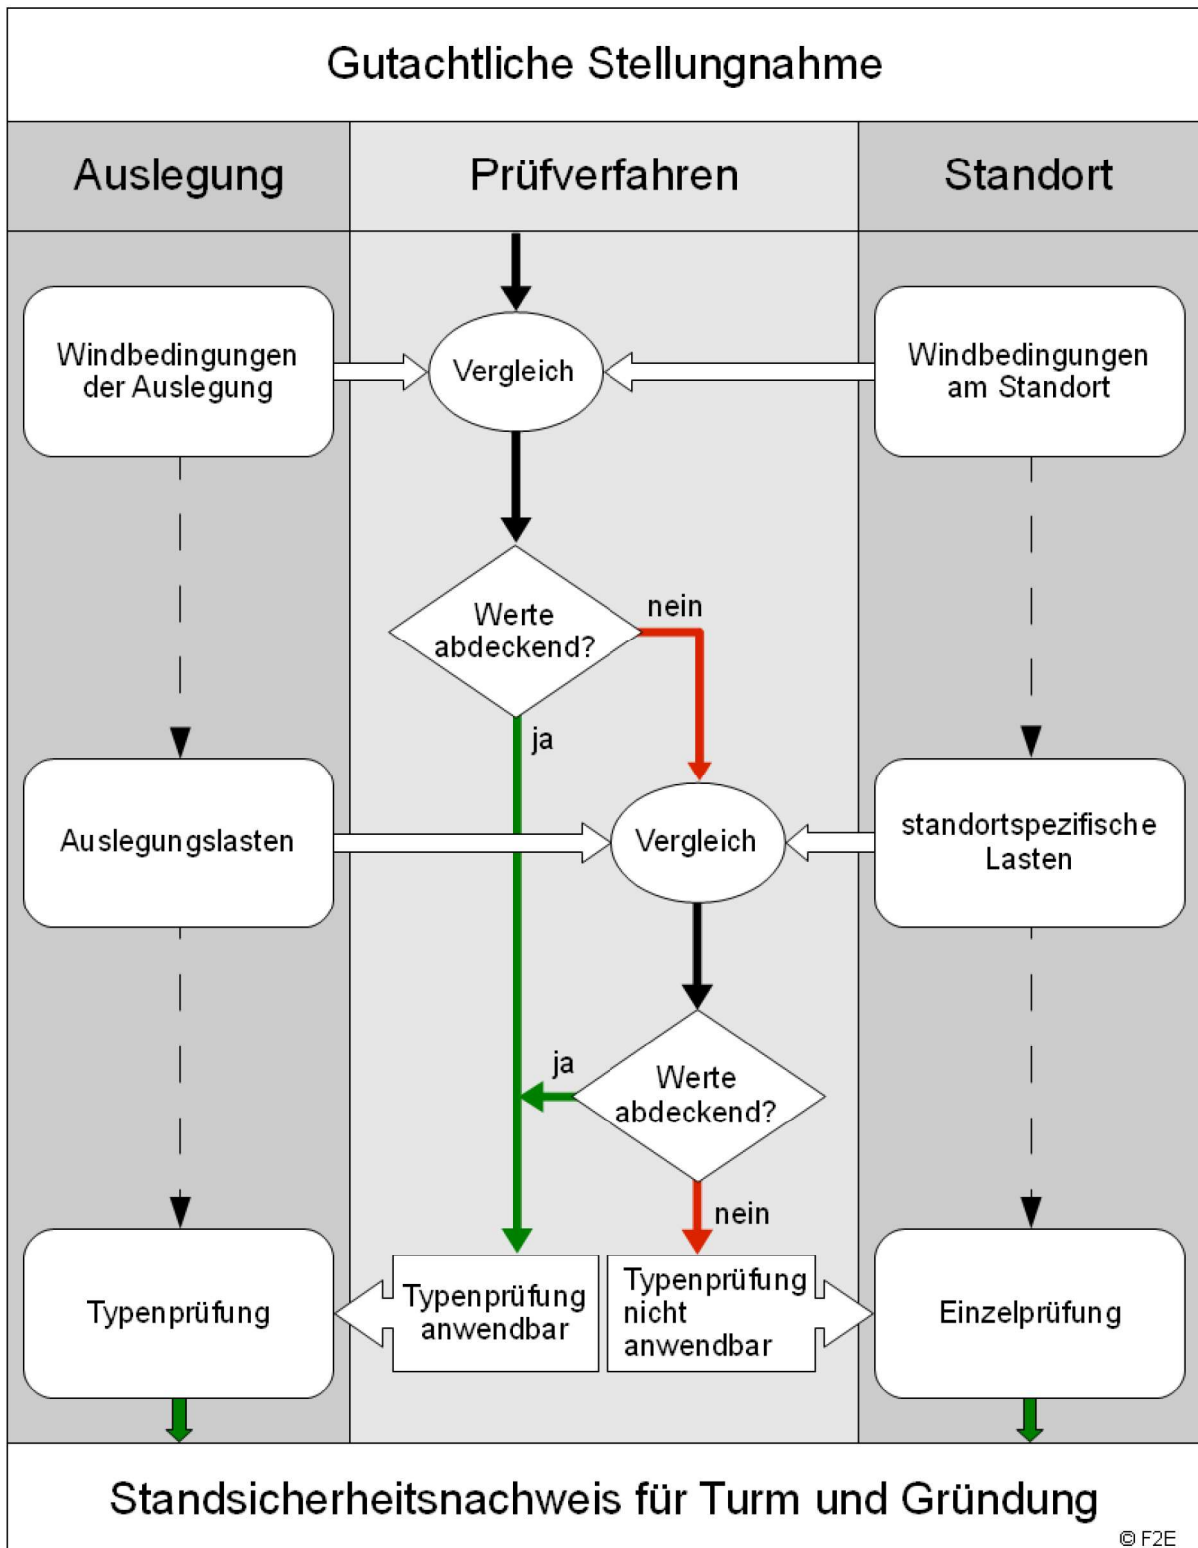 Gutachtliche Stellungnahme
Auslegung
Prüfverfahren
Standort
Windbedingungen
der Auslegung
Vergleich
Windbedingungen
am Standort
Werte
abdeckend?
nein
ja
Auslegungslasten
Vergleich
standortspezifische
Lasten
ja
Werte
abdeckend?
nein
Typenprüfung
Typenprüfung
anwendbar
Typenprüfung
nicht
anwendbar
Einzelprüfung
Standsicherheitsnachweis für Turm und Gründung
© F2E